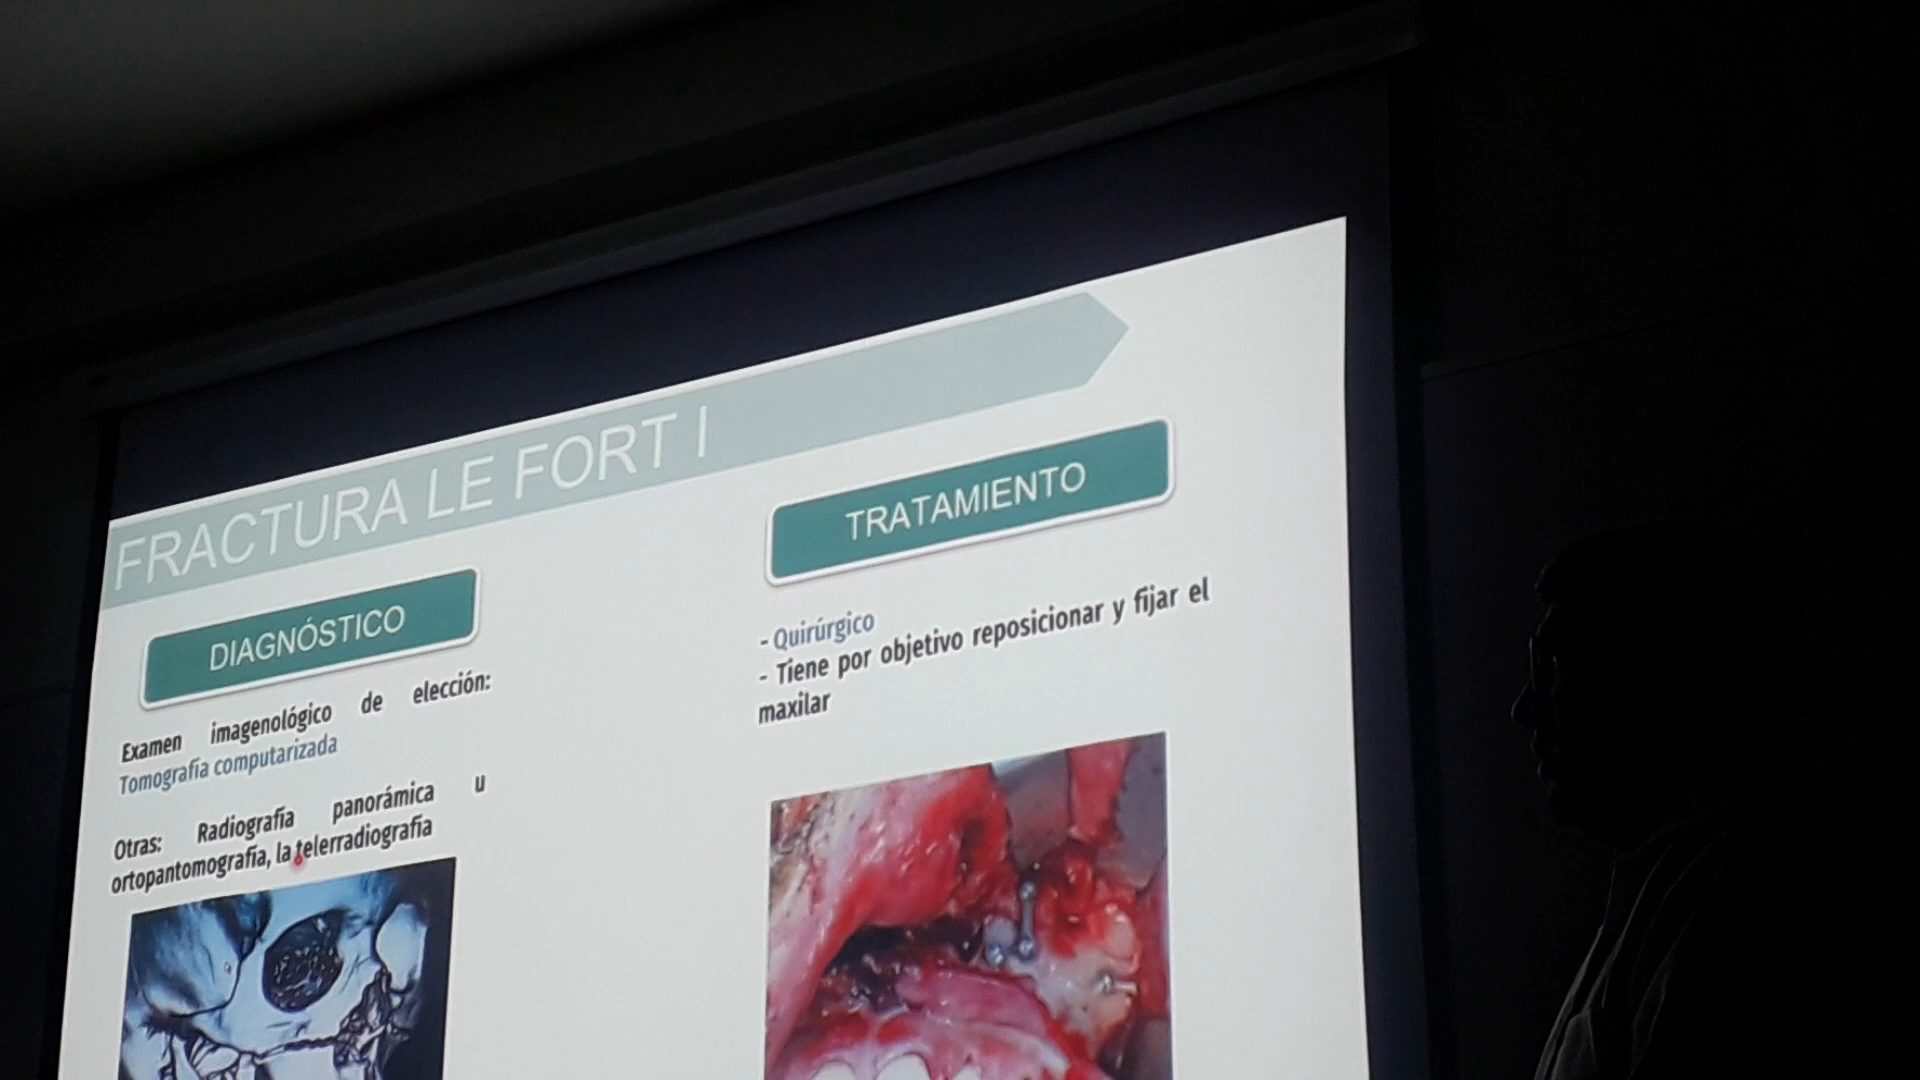 FRACTURA LE FORT I
DIAGNÓSTICO
Examen imagenológico de elección:
Tomografía computarizada
Otras: Radiografía panorámica u
ortopantomografía, la telerradiografía
TRATAMIENTO
- Quirúrgico
- Tiene por objetivo reposicionar y fijar el
maxilar